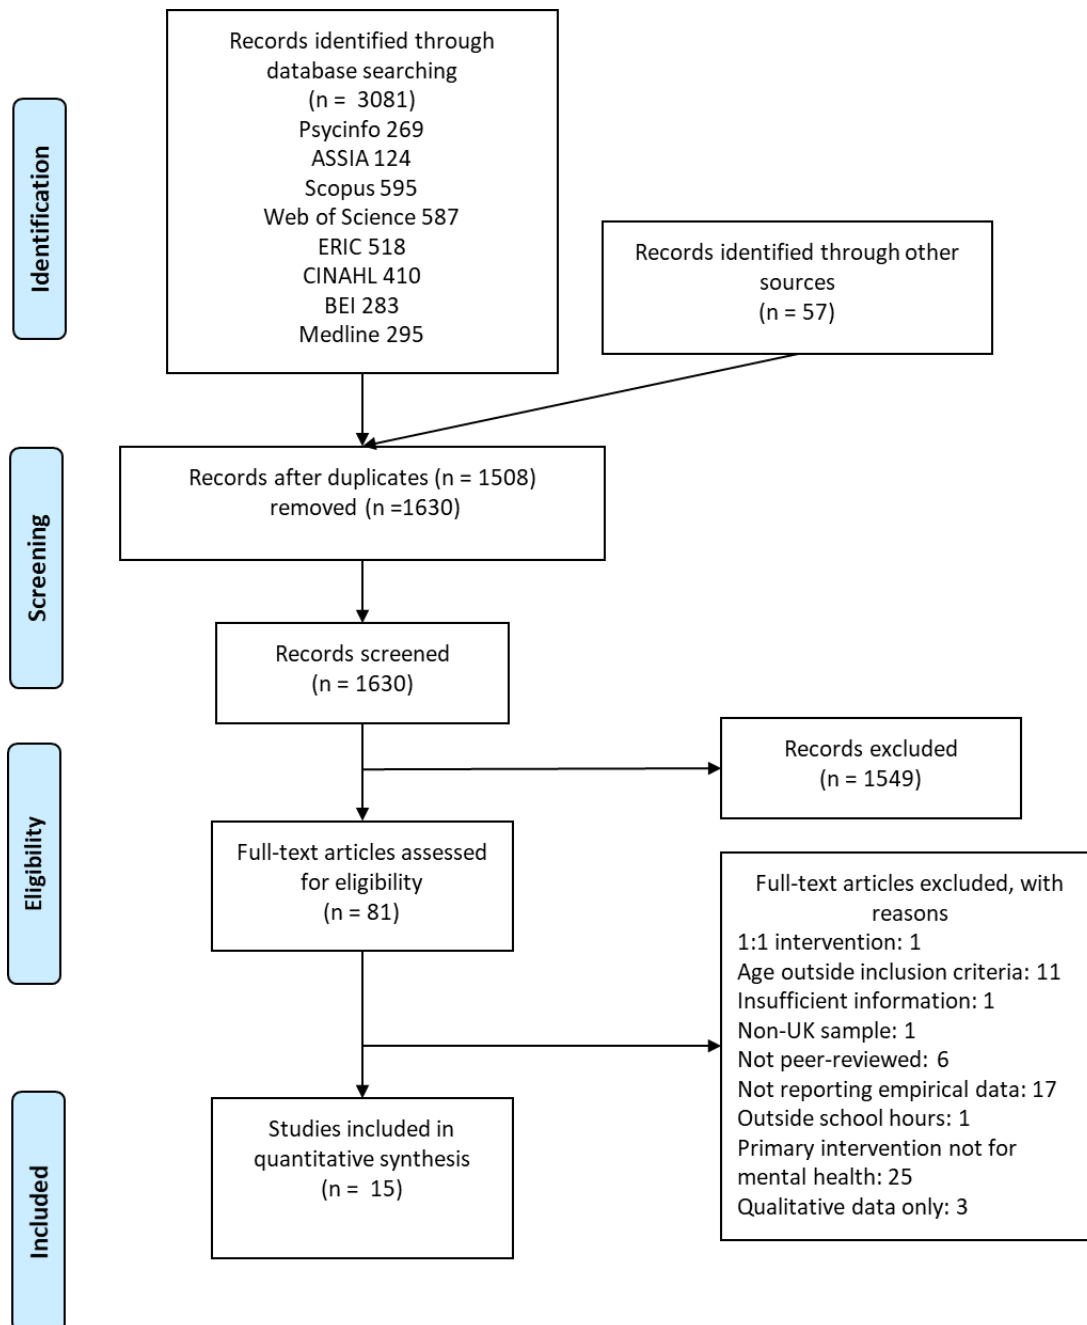 Identification
Records identified through
database searching
(n =  3081)
Psycinfo 269
ASSIA 124
Scopus 595
Web of Science 587
ERIC 518
CINAHL 410
BEI 283
Medline 295
Records identified through other
sources
(n = 57)
Screening
Records after duplicates (n = 1508)
removed (n =1630)
Records screened
(n = 1630)
Eligibility
Records excluded
(n = 1549)
Full-text articles assessed
for eligibility
(n = 81)
Full-text articles excluded, with
reasons
1:1 intervention: 1
Age outside inclusion criteria: 11
Insufficient information: 1
Non-UK sample: 1
Not peer-reviewed: 6
Not reporting empirical data: 17
Outside school hours: 1
Primary intervention not for
mental health: 25
Qualitative data only: 3
Included
Studies included in
quantitative synthesis
(n =  15)